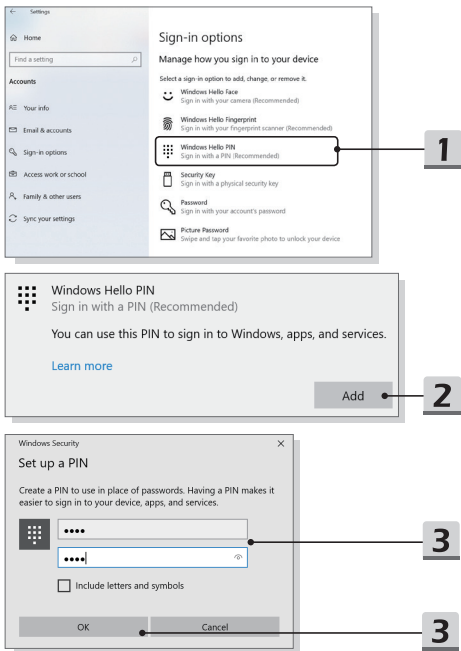 Settings
Home
Find a setting
Accounts
Your info
Email & accounts
Sign-in options
Access work or school
Family & other users
Sync your settings
Sign-in options
Manage how you sign in to your device
Select a sign-in option to add, change, or remove it.
Windows Hello Face
Sign in with your camera (Recommended)
Windows Hello Fingerprint
Sign in with your fingerprint scanner (Recommended)
Windows Hello PIN
Sign in with a PIN (Recommended)
Security Key
Sign in with a physical security key
Password
Sign in with your account's password
Picture Password
Swipe and tap your favorite photo to unlock your device
1
Windows Hello PIN
Sign in with a PIN (Recommended)
You can use this PIN to sign in to Windows, apps, and services.
Learn more
Add
2
Windows Security
Set up a PIN
Create a PIN to use in place of passwords. Having a PIN makes it
easier to sign in to your device, apps, and services.
3
Include letters and symbols
OK Cancel
3